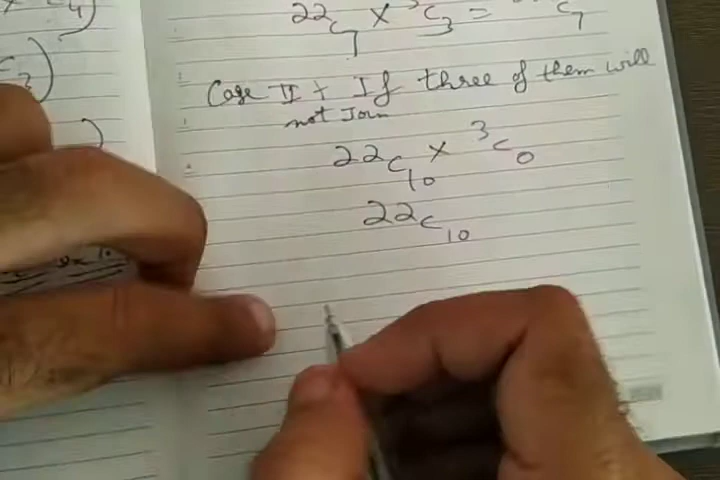 22C7 × 3C3 = C7
Case II + If three of them will
not Join
22C10 × 3C0
22C10